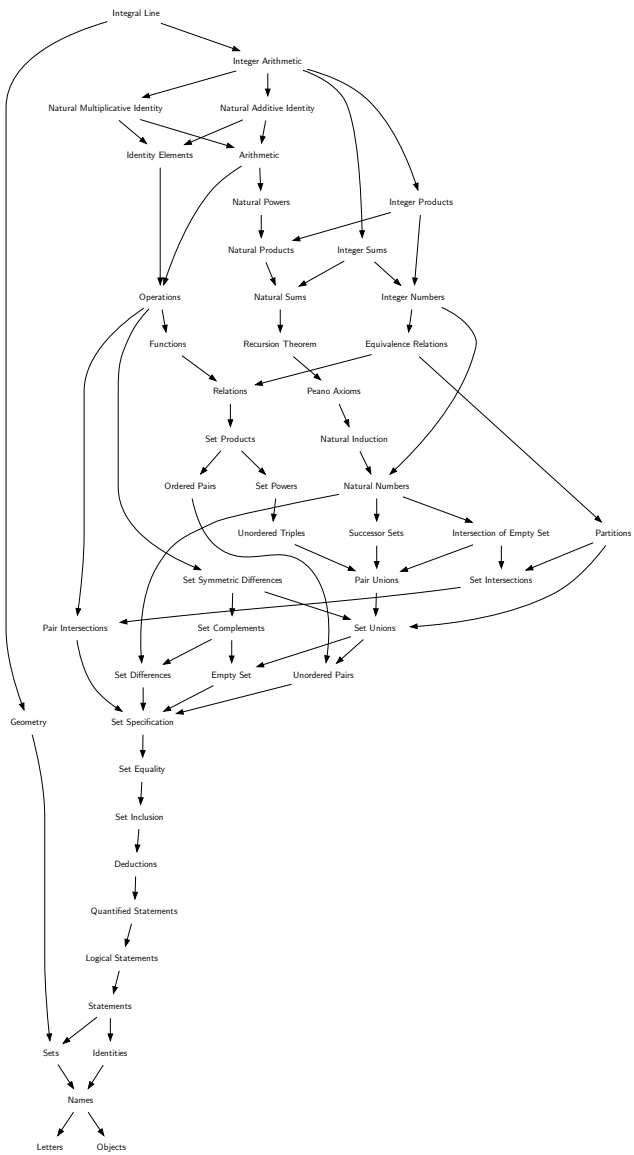 Integral Line
Integer Arithmetic
Natural Multiplicative Identity
Natural Additive Identity
Identity Elements
Arithmetic
Natural Powers
Integer Products
Natural Products
Integer Sums
Operations
Natural Sums
Integer Numbers
Functions
Recursion Theorem
Equivalence Relations
Relations
Peano Axioms
Set Products
Natural Induction
Ordered Pairs
Set Powers
Natural Numbers
Unordered Triples
Successor Sets
Intersection of Empty Set
Partitions
Set Symmetric Differences
Pair Unions
Set Intersections
Pair Intersections
Set Complements
Set Unions
Set Differences
Empty Set
Unordered Pairs
Geometry
Set Specification
Set Equality
Set Inclusion
Deductions
Quantified Statements
Logical Statements
Statements
Sets
Identities
Names
Letters
Objects